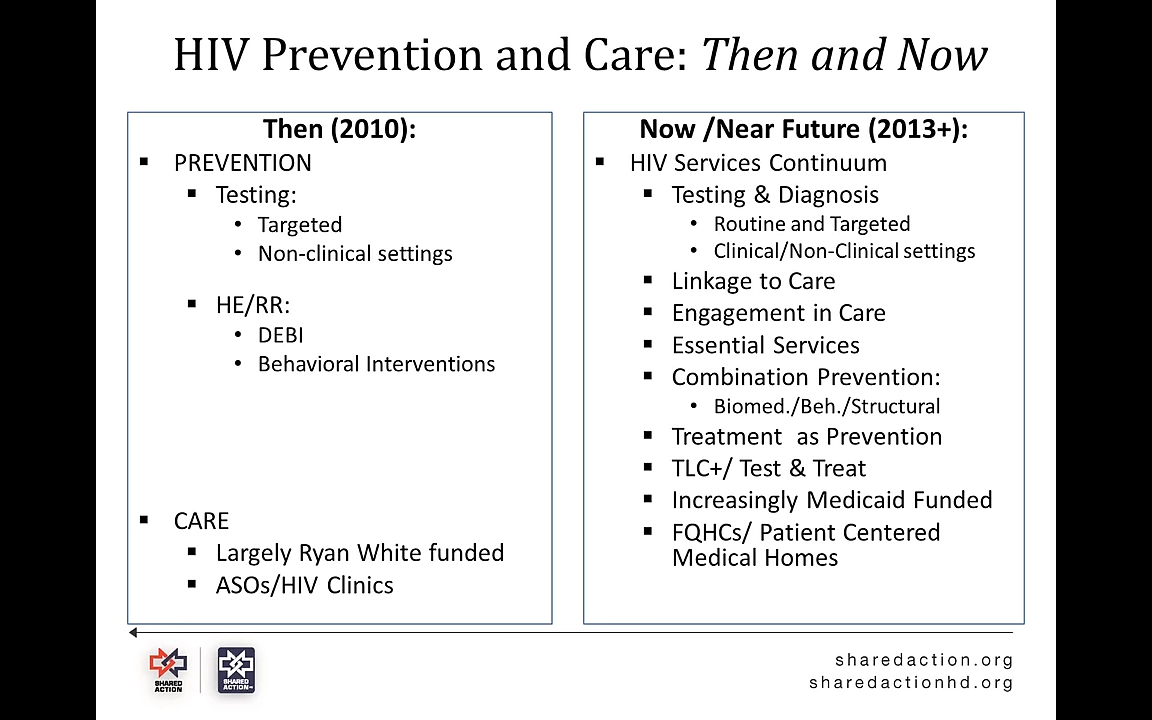 HIV Prevention and Care: Then and Now
Then (2010):
▪ PREVENTION
▪ Testing:
• Targeted
• Non-clinical settings
▪ HE/RR:
• DEBI
• Behavioral Interventions
▪ CARE
▪ Largely Ryan White funded
▪ ASOs/HIV Clinics
Now /Near Future (2013+):
▪ HIV Services Continuum
▪ Testing & Diagnosis
• Routine and Targeted
• Clinical/Non-Clinical settings
▪ Linkage to Care
▪ Engagement in Care
▪ Essential Services
▪ Combination Prevention:
• Biomed./Beh./Structural
▪ Treatment  as Prevention
▪ TLC+/ Test & Treat
▪ Increasingly Medicaid Funded
▪ FQHCs/ Patient Centered
Medical Homes
SHARED
ACTION
SHARED
ACTION™
sharedaction.org
sharedactionhd.org